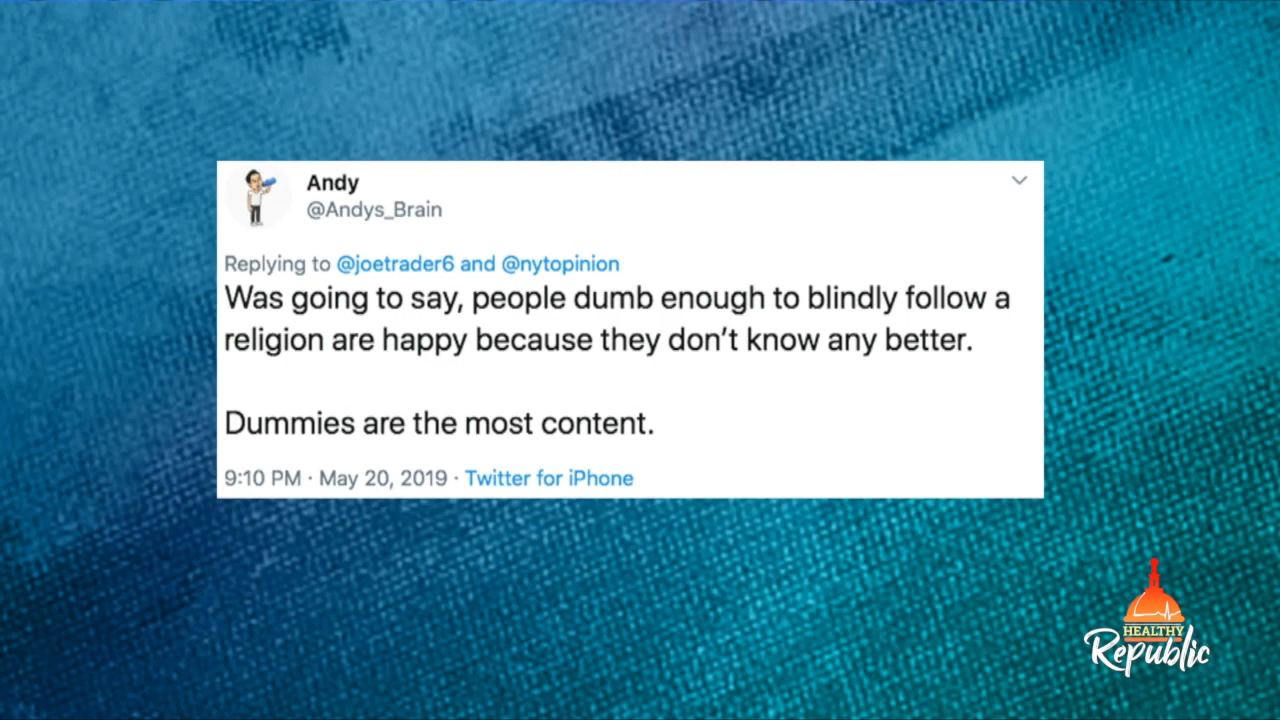 Andy
@Andys_Brain
Replying to @joetrader6 and @nytopinion
Was going to say, people dumb enough to blindly follow a
religion are happy because they don’t know any better.
Dummies are the most content.
9:10 PM · May 20, 2019 · Twitter for iPhone
HEALTHY
Republic